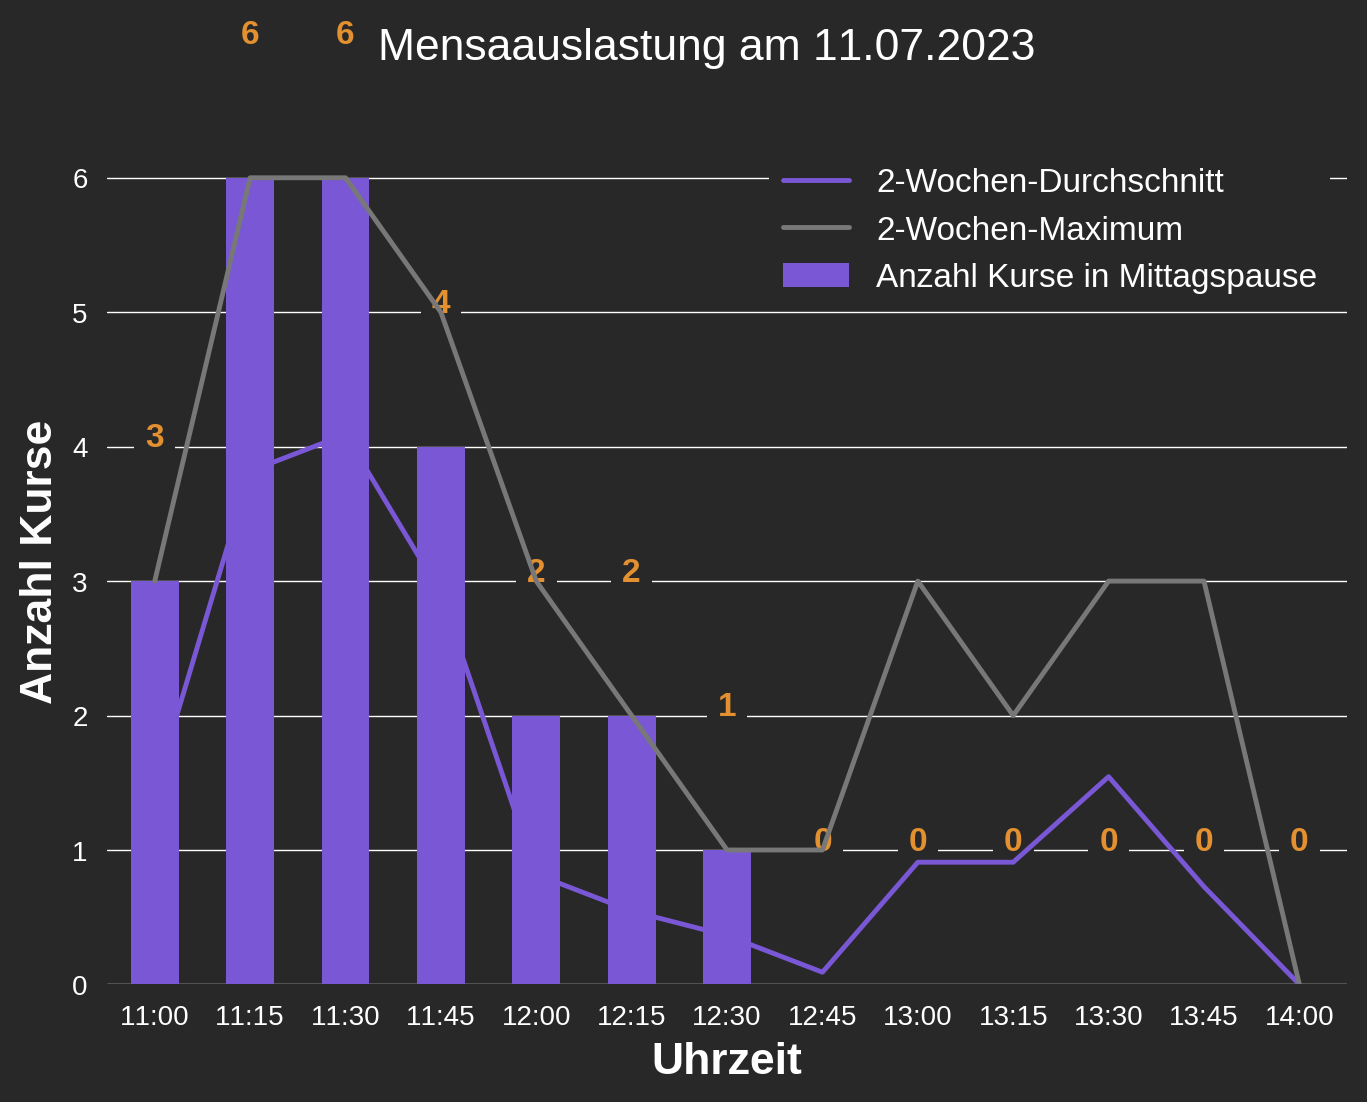 6 6 Mensaauslastung am 11.07.2023
2-Wochen-Durchschnitt
2-Wochen-Maximum
Anzahl Kurse in Mittagspause
6
5
4
3
2
1
0
Anzahl Kurse
3
4
2
2
1
0 0 0 0 0 0
11:00 11:15 11:30 11:45 12:00 12:15 12:30 12:45 13:00 13:15 13:30 13:45 14:00
Uhrzeit